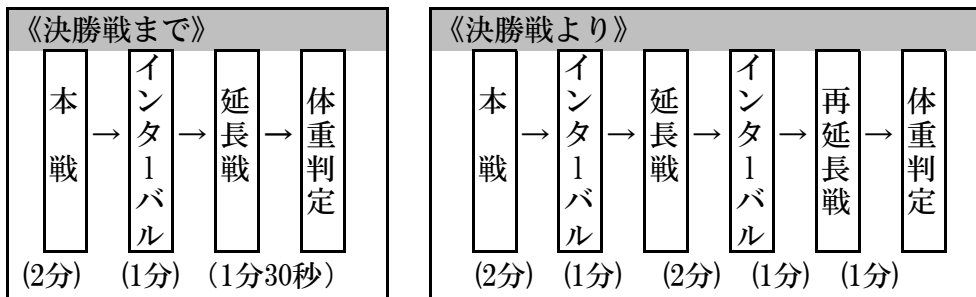 《決勝戦まで》
本戦 → インターバル → 延長戦 → 体重判定
(2分) (1分) (1分30秒)
《決勝戦より》
本戦 → インターバル → 延長戦 → インターバル → 再延長戦 → 体重判定
(2分) (1分) (2分) (1分) (1分)